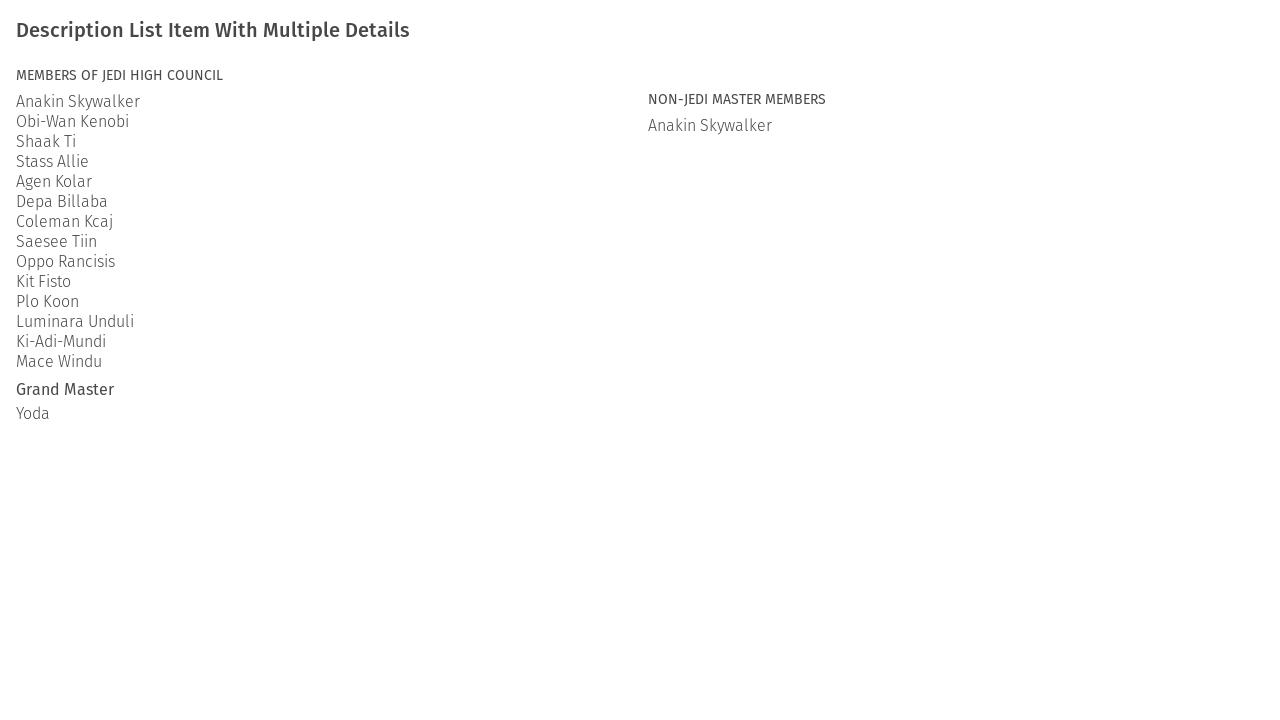 Description List Item With Multiple Details
MEMBERS OF JEDI HIGH COUNCIL
Anakin Skywalker
Obi-Wan Kenobi
Shaak Ti
Stass Allie
Agen Kolar
Depa Billaba
Coleman Kcaj
Saesee Tiin
Oppo Rancisis
Kit Fisto
Plo Koon
Luminara Unduli
Ki-Adi-Mundi
Mace Windu
Grand Master
Yoda
NON-JEDI MASTER MEMBERS
Anakin Skywalker